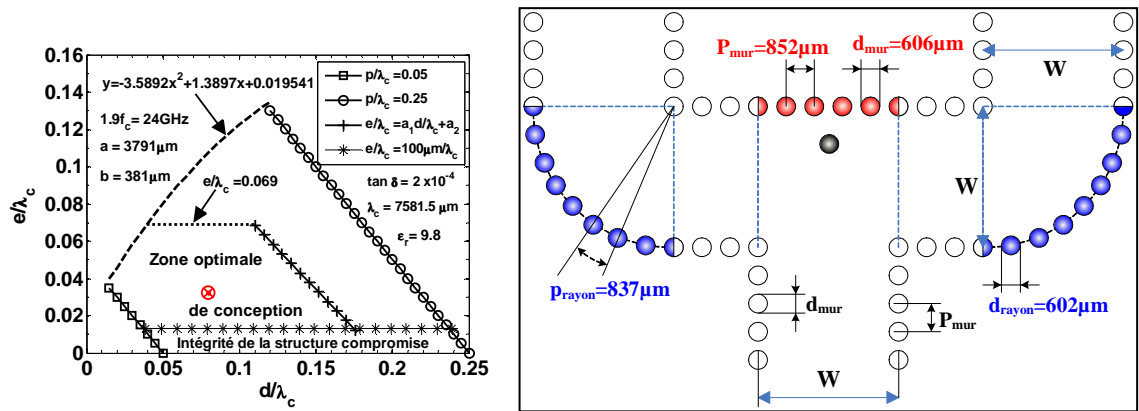 0.16
0.14
0.12
0.1
0.08
0.06
0.04
0.02
0
e/λc
0
0.05
0.10
0.15
0.20
0.25
d/λc
y=-3.5892x²+1.3897x+0.019541
1.9fc = 24GHz
a = 3791µm
b = 381µm
e/λc =0.069
p/λc =0.05
p/λc =0.25
e/λc=a1d/λc+a2
e/λc =100µm/λc
tan δ = 2 x10⁻⁴
λc = 7581.5 µm
εr = 9.8
Zone optimale
de conception
Intégrité de la structure compromise
Pmur=852µm
dmur=606µm
W
W
prayon=837µm
drayon=602µm
dmur
Pmur
W